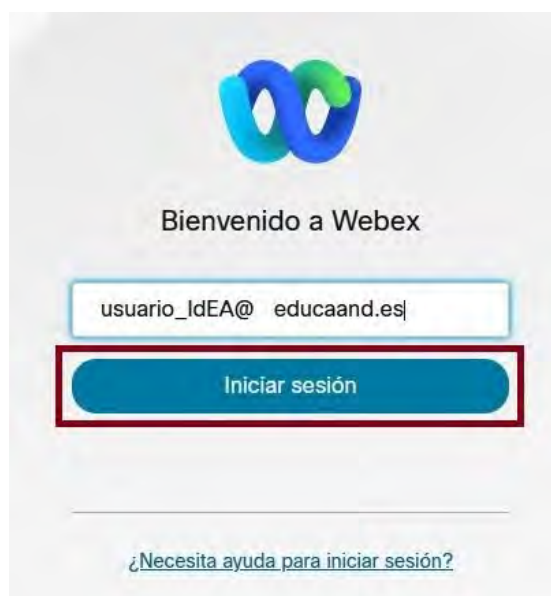 Bienvenido a Webex
usuario_IdEA@ educaand.es
Iniciar sesión
¿Necesita ayuda para iniciar sesión?